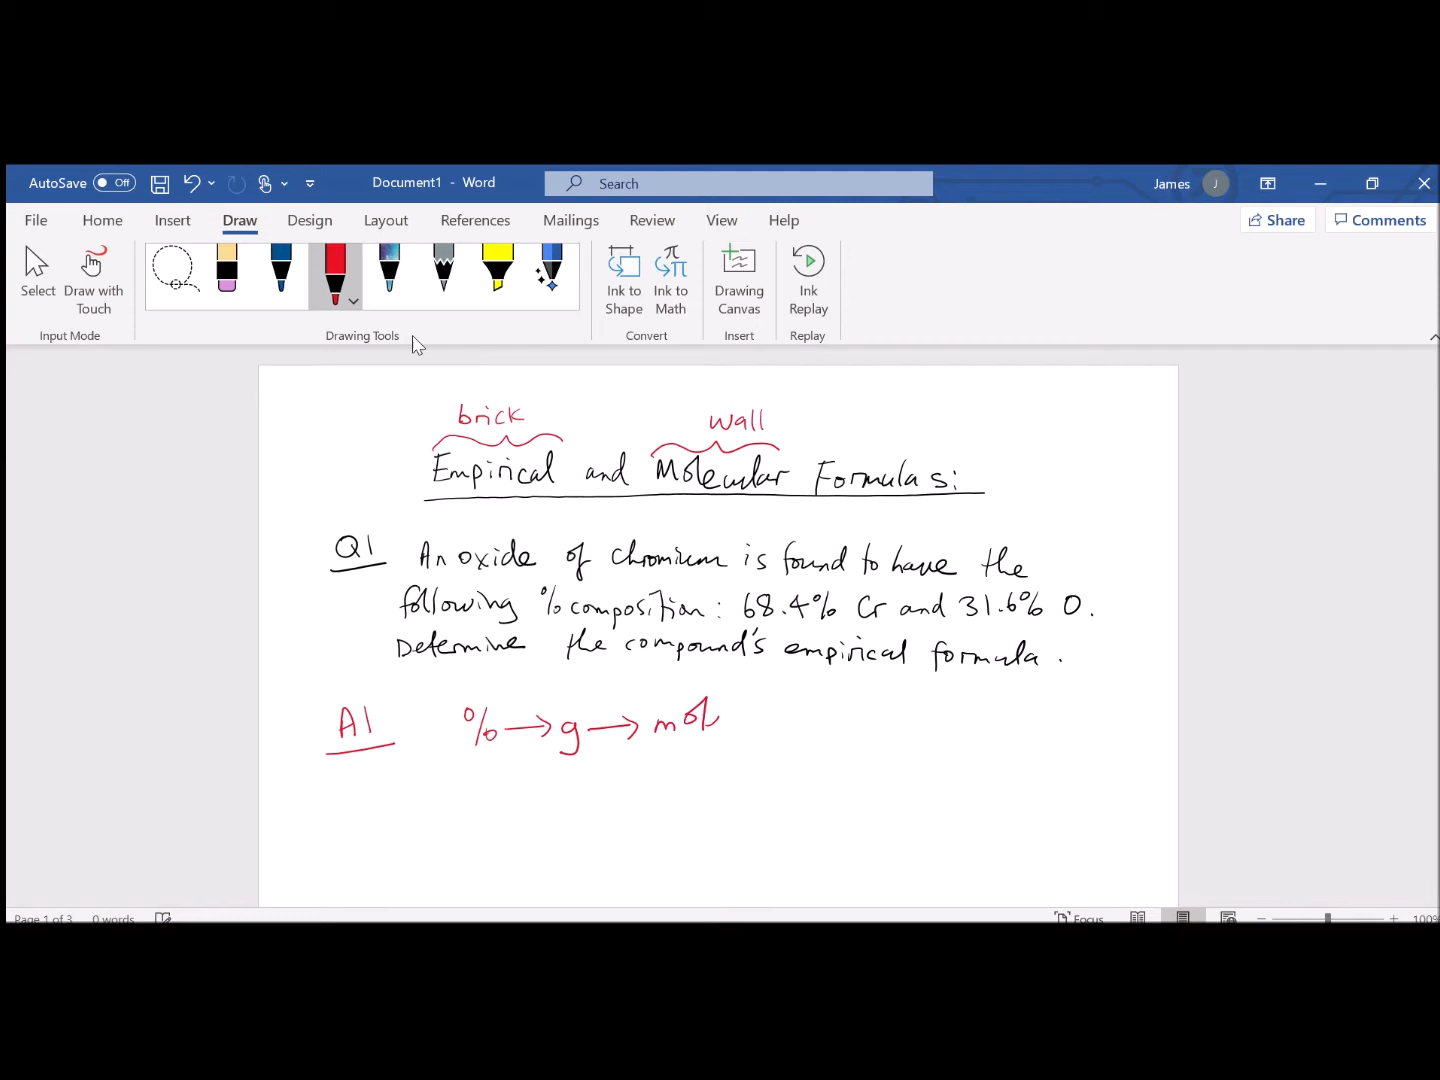 AutoSave Off Document1 - Word Search James J
File Home Insert Draw Design Layout References Mailings Review View Help Share Comments
Select Draw with Touch Ink to Shape Ink to Math Drawing Canvas Ink Replay
Input Mode Drawing Tools Convert Insert Replay
brick wall
Empirical and Molecular Formulas:
Q1 An oxide of chromium is found to have the
following % composition: 68.4% Cr and 31.6% O.
Determine the compound's empirical formula.
A1 % → g → mol
Page 1 of 3 0 words Focus 100%